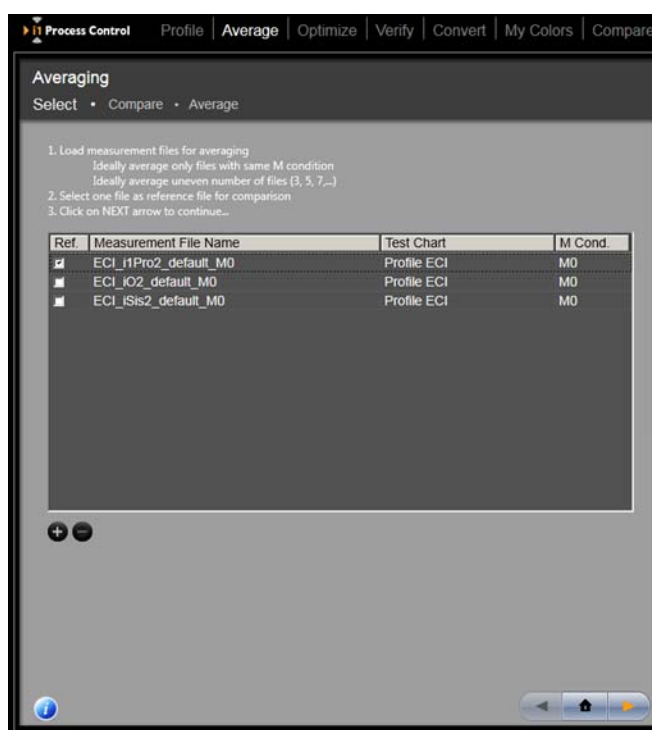 i1 Process Control Profile Average Optimize Verify Convert My Colors Compare
Averaging
Select • Compare • Average
1. Load measurement files for averaging
Ideally average only files with same M condition
Ideally average uneven number of files (3, 5, 7,...)
2. Select one file as reference file for comparison
3. Click on NEXT arrow to continue...
Ref. Measurement File Name Test Chart M Cond.
ECI_i1Pro2_default_M0 Profile ECI M0
ECI_iO2_default_M0 Profile ECI M0
ECI_iSis2_default_M0 Profile ECI M0